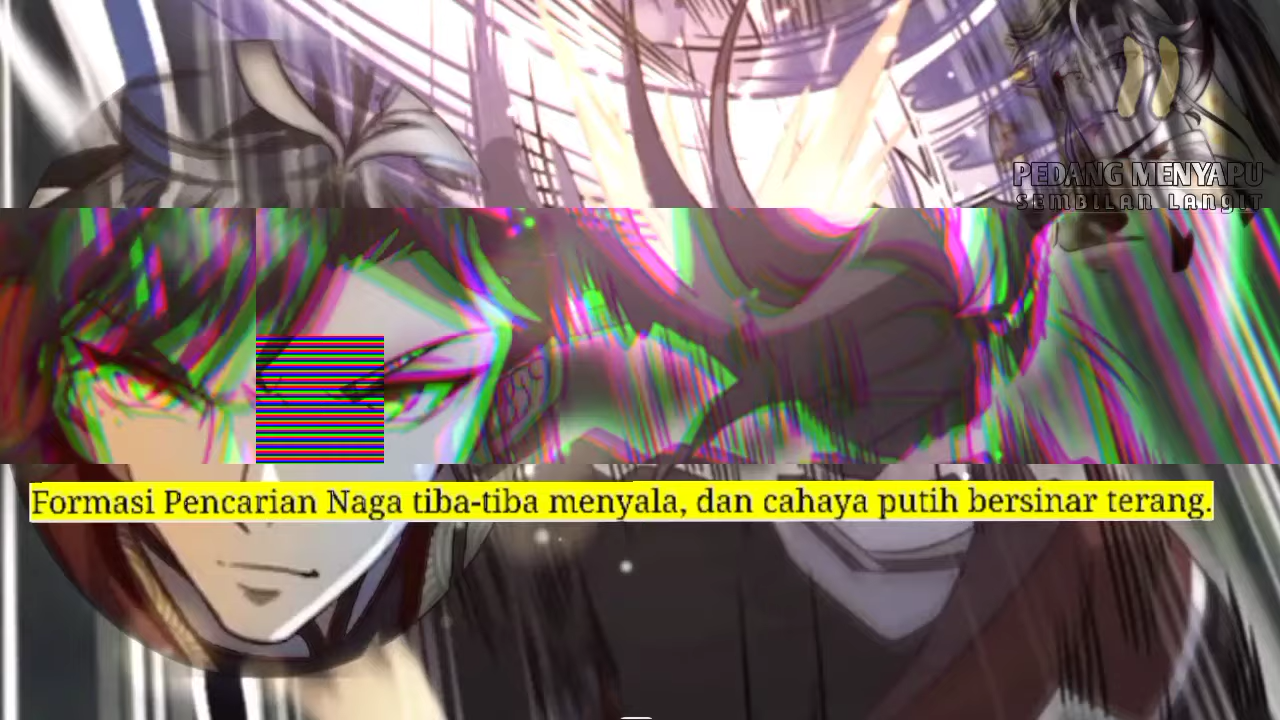 PEDANG MENYAPU
SEMBILAN LANGIT
Formasi Pencarian Naga tiba-tiba menyala, dan cahaya putih bersinar terang.